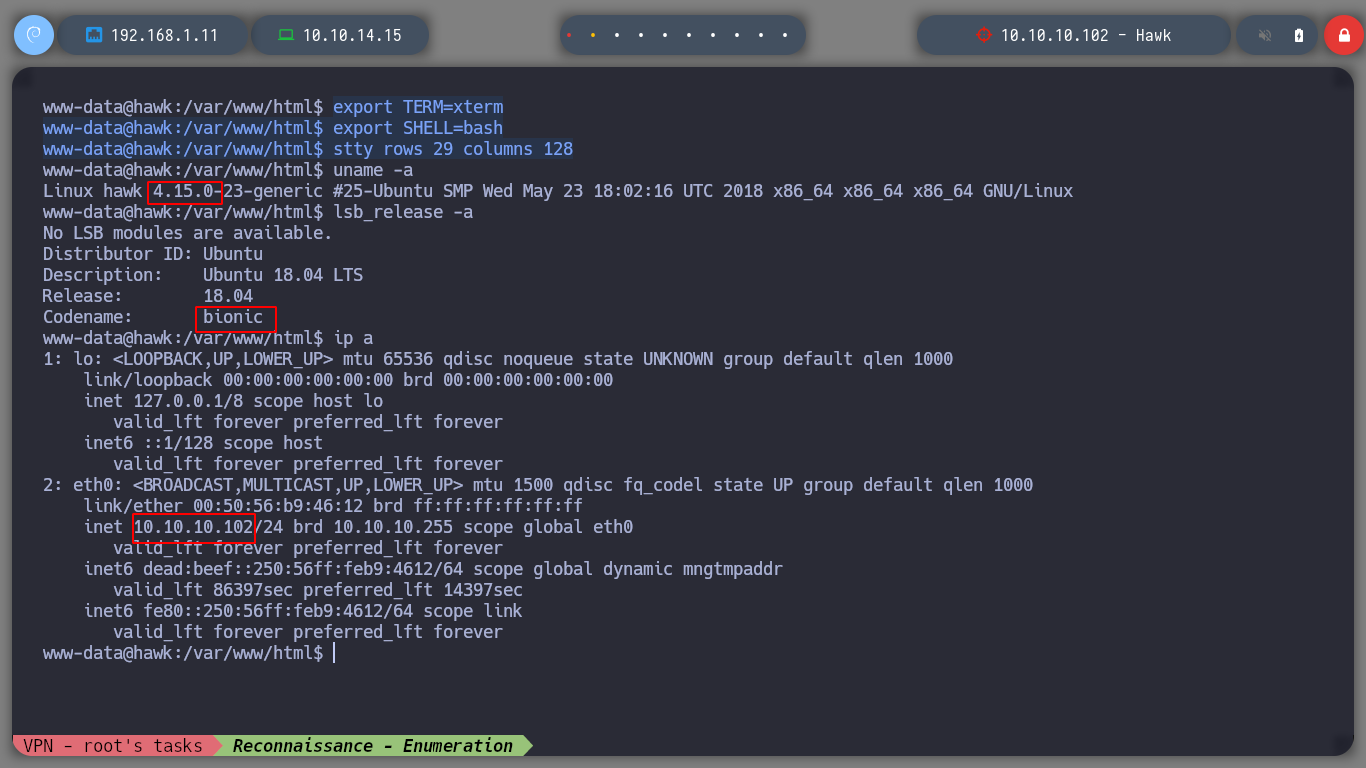 192.168.1.11 10.10.14.15 10.10.10.102 - Hawk
www-data@hawk:/var/www/html$ export TERM=xterm
www-data@hawk:/var/www/html$ export SHELL=bash
www-data@hawk:/var/www/html$ stty rows 29 columns 128
www-data@hawk:/var/www/html$ uname -a
Linux hawk 4.15.0-23-generic #25-Ubuntu SMP Wed May 23 18:02:16 UTC 2018 x86_64 x86_64 x86_64 GNU/Linux
www-data@hawk:/var/www/html$ lsb_release -a
No LSB modules are available.
Distributor ID: Ubuntu
Description:    Ubuntu 18.04 LTS
Release:        18.04
Codename:       bionic
www-data@hawk:/var/www/html$ ip a
1: lo: <LOOPBACK,UP,LOWER_UP> mtu 65536 qdisc noqueue state UNKNOWN group default qlen 1000
    link/loopback 00:00:00:00:00:00 brd 00:00:00:00:00:00
    inet 127.0.0.1/8 scope host lo
       valid_lft forever preferred_lft forever
    inet6 ::1/128 scope host
       valid_lft forever preferred_lft forever
2: eth0: <BROADCAST,MULTICAST,UP,LOWER_UP> mtu 1500 qdisc fq_codel state UP group default qlen 1000
    link/ether 00:50:56:b9:46:12 brd ff:ff:ff:ff:ff:ff
    inet 10.10.10.102/24 brd 10.10.10.255 scope global eth0
       valid_lft forever preferred_lft forever
    inet6 dead:beef::250:56ff:feb9:4612/64 scope global dynamic mngtmpaddr
       valid_lft 86397sec preferred_lft 14397sec
    inet6 fe80::250:56ff:feb9:4612/64 scope link
       valid_lft forever preferred_lft forever
www-data@hawk:/var/www/html$
VPN - root's tasks Reconnaissance - Enumeration